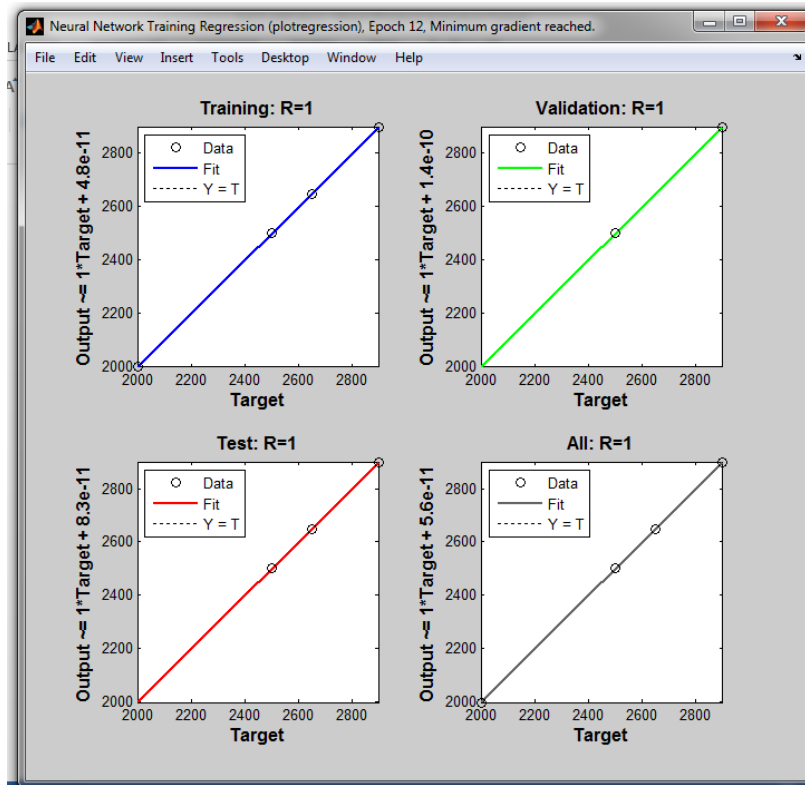 Neural Network Training Regression (plotregression), Epoch 12, Minimum gradient reached.
File Edit View Insert Tools Desktop Window Help
Training: R=1
Output ~= 1*Target + 4.8e-11
Data
Fit
Y = T
2800
2600
2400
2200
2000
2000 2200 2400 2600 2800
Target
Validation: R=1
Output ~= 1*Target + 1.4e-10
Data
Fit
Y = T
2800
2600
2400
2200
2000
2000 2200 2400 2600 2800
Target
Test: R=1
Output ~= 1*Target + 8.3e-11
Data
Fit
Y = T
2800
2600
2400
2200
2000
2000 2200 2400 2600 2800
Target
All: R=1
Output ~= 1*Target + 5.6e-11
Data
Fit
Y = T
2800
2600
2400
2200
2000
2000 2200 2400 2600 2800
Target